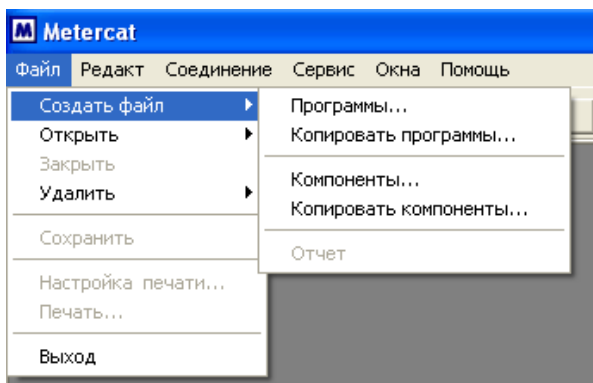 Metercat
Файл Редакт Соединение Сервис Окна Помощь
Создать файл
Открыть
Закрыть
Удалить
Сохранить
Настройка печати...
Печать...
Выход
Программы...
Копировать программы...
Компоненты...
Копировать компоненты...
Отчет